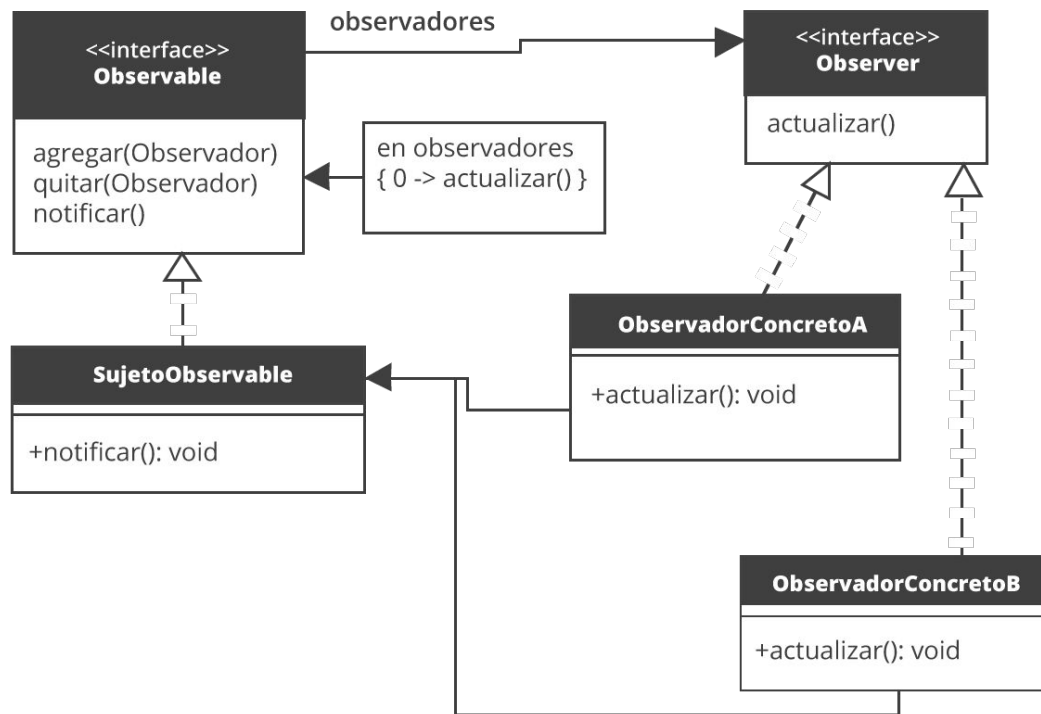 observadores
<<interface>>
Observable
agregar(Observador)
quitar(Observador)
notificar()
en observadores
{ 0 -> actualizar() }
<<interface>>
Observer
actualizar()
SujetoObservable
+notificar(): void
ObservadorConcretoA
+actualizar(): void
ObservadorConcretoB
+actualizar(): void